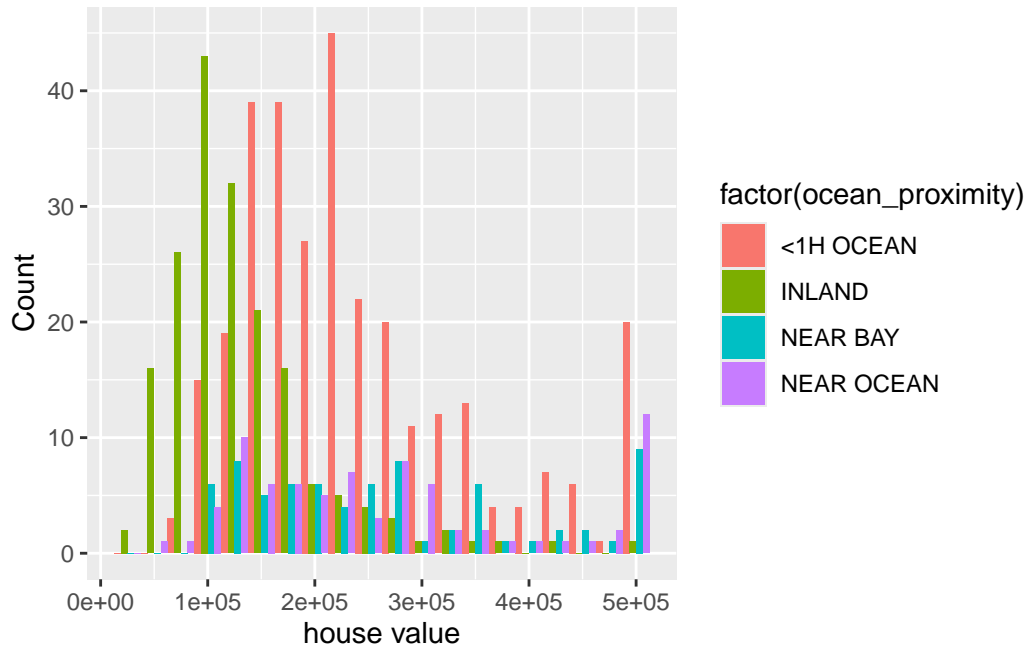 40
30
20
10
0
Count
0e+00 1e+05 2e+05 3e+05 4e+05 5e+05
house value
factor(ocean_proximity)
<1H OCEAN
INLAND
NEAR BAY
NEAR OCEAN